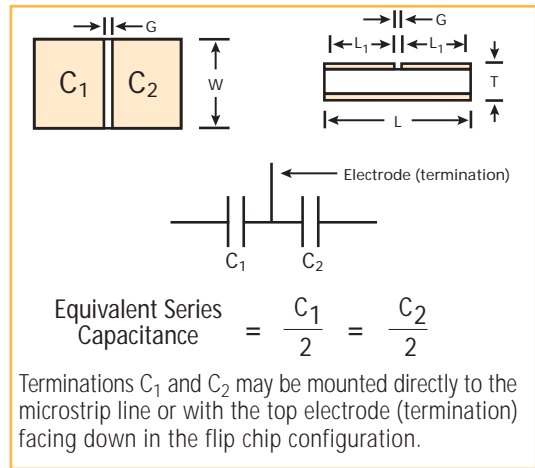 G
C1 C2
W
G
L1 L1
T
L
Electrode (termination)
C1 C2
Equivalent Series Capacitance = C1/2 = C2/2
Terminations C1 and C2 may be mounted directly to the
microstrip line or with the top electrode (termination)
facing down in the flip chip configuration.